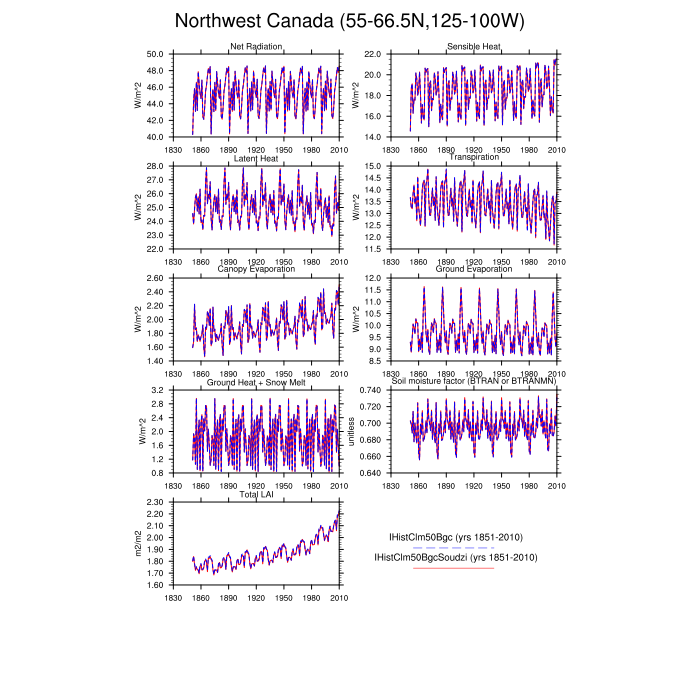 Northwest Canada (55-66.5N,125-100W)
Net Radiation
Sensible Heat
50.0
48.0
46.0
44.0
42.0
40.0
W/m^2
1830 1860 1890 1920 1950 1980 2010
22.0
20.0
18.0
16.0
14.0
W/m^2
1830 1860 1890 1920 1950 1980 2010
Latent Heat
Transpiration
28.0
27.0
26.0
25.0
24.0
23.0
22.0
W/m^2
1830 1860 1890 1920 1950 1980 2010
15.0
14.5
14.0
13.5
13.0
12.5
12.0
11.5
W/m^2
1830 1860 1890 1920 1950 1980 2010
Canopy Evaporation
Ground Evaporation
2.60
2.40
2.20
2.00
1.80
1.60
1.40
W/m^2
1830 1860 1890 1920 1950 1980 2010
12.0
11.5
11.0
10.5
10.0
9.5
9.0
8.5
W/m^2
1830 1860 1890 1920 1950 1980 2010
Ground Heat + Snow Melt
Soil moisture factor (BTRAN or BTRANMN)
3.2
2.8
2.4
2.0
1.6
1.2
0.8
W/m^2
1830 1860 1890 1920 1950 1980 2010
0.740
0.720
0.700
0.680
0.660
0.640
unitless
1830 1860 1890 1920 1950 1980 2010
Total LAI
2.30
2.20
2.10
2.00
1.90
1.80
1.70
1.60
m2/m2
1830 1860 1890 1920 1950 1980 2010
IHistClm50Bgc (yrs 1851-2010)
IHistClm50BgcSoudzi (yrs 1851-2010)